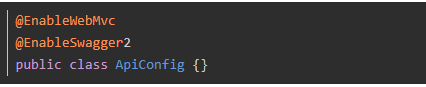 @EnableWebMvc
@EnableSwagger2
public class ApiConfig {}